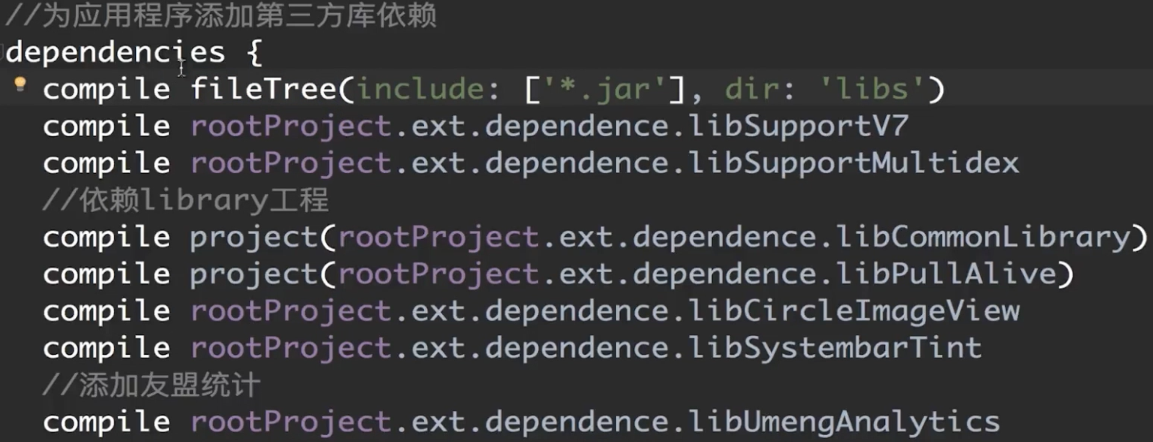 //为应用程序添加第三方库依赖
dependencies {
compile fileTree(include: ['*.jar'], dir: 'libs')
compile rootProject.ext.dependence.libSupportV7
compile rootProject.ext.dependence.libSupportMultidex
//依赖library工程
compile project(rootProject.ext.dependence.libCommonLibrary)
compile project(rootProject.ext.dependence.libPullAlive)
compile rootProject.ext.dependence.libCircleImageView
compile rootProject.ext.dependence.libSystembarTint
//添加友盟统计
compile rootProject.ext.dependence.libUmengAnalytics